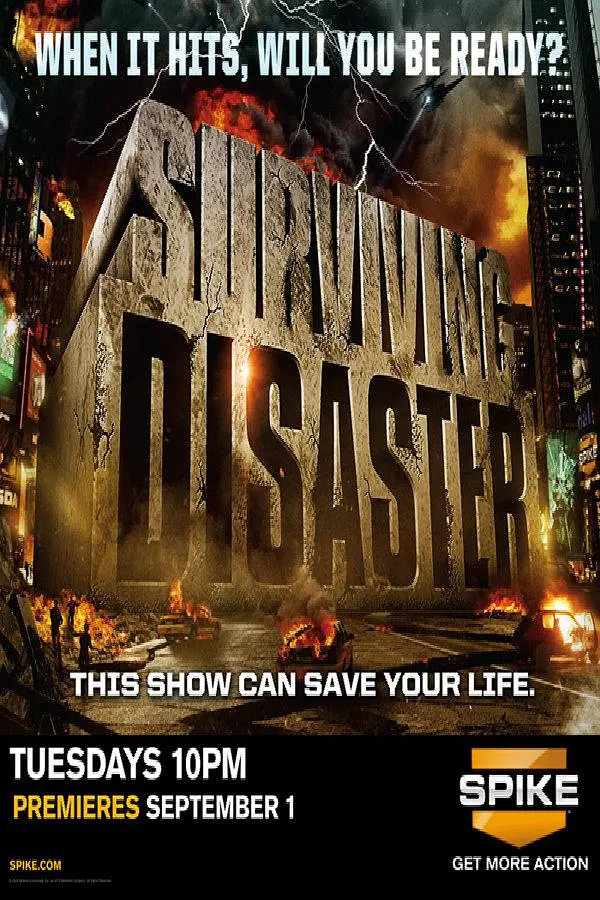 WHEN IT HITS, WILL YOU BE READY?
SURVIVING
DISASTER
SPIKE
THIS SHOW CAN SAVE YOUR LIFE.
TUESDAYS 10PM
PREMIERES SEPTEMBER 1
SPIKE
GET MORE ACTION
SPIKE.COM